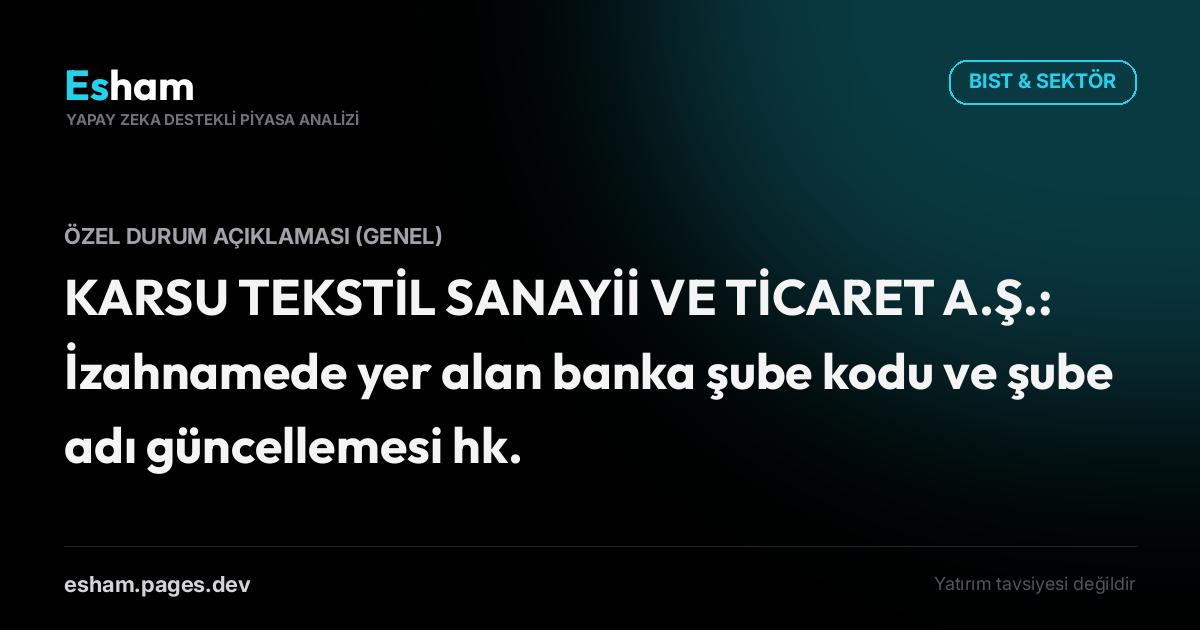 Esham
YAPAY ZEKA DESTEKLİ PİYASA ANALİZİ
BIST & SEKTÖR
ÖZEL DURUM AÇIKLAMASI (GENEL)
KARSU TEKSTİL SANAYİİ VE TİCARET A.Ş.:
İzahnamede yer alan banka şube kodu ve şube
adı güncellemesi hk.
esham.pages.dev
Yatırım tavsiyesi değildir